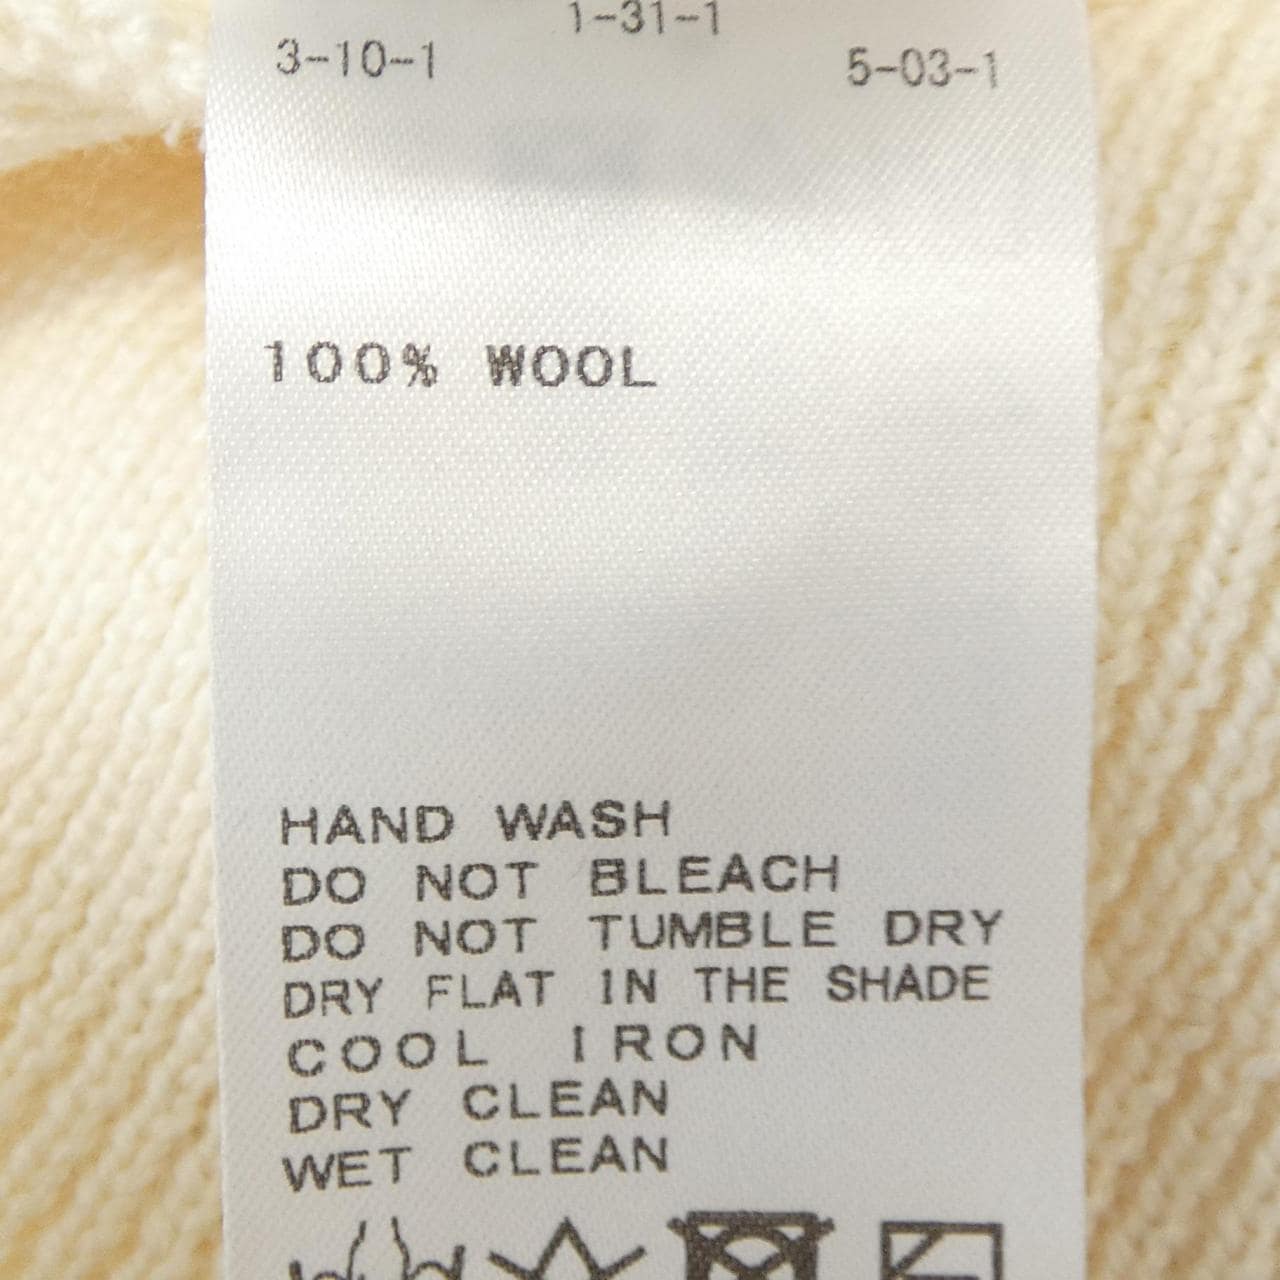 1-31-1
3-10-1
5-03-1
100% WOOL
HAND WASH
DO NOT BLEACH
DO NOT TUMBLE DRY
DRY FLAT IN THE SHADE
COOL IRON
DRY CLEAN
WET CLEAN